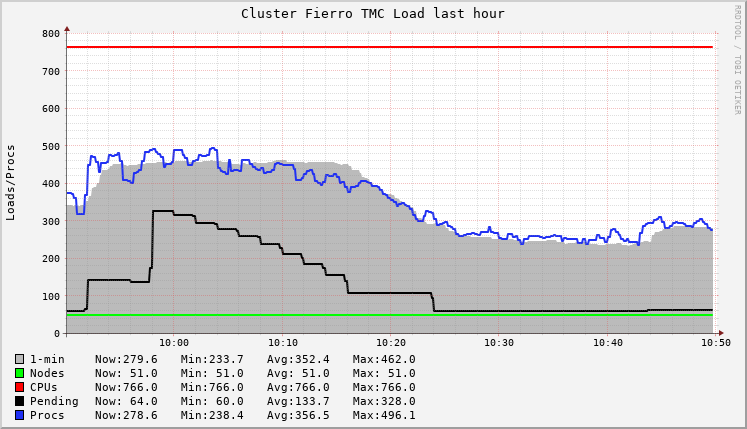 Cluster Fierro TMC Load last hour
RRDTOOL / TOBI OETIKER
Loads/Procs
800
700
600
500
400
300
200
100
0
10:00 10:10 10:20 10:30 10:40 10:50
1-min Now:279.6 Min:233.7 Avg:352.4 Max:462.0
Nodes Now: 51.0 Min: 51.0 Avg: 51.0 Max: 51.0
CPUs Now:766.0 Min:766.0 Avg:766.0 Max:766.0
Pending Now: 64.0 Min: 60.0 Avg:133.7 Max:328.0
Procs Now:278.6 Min:238.4 Avg:356.5 Max:496.1